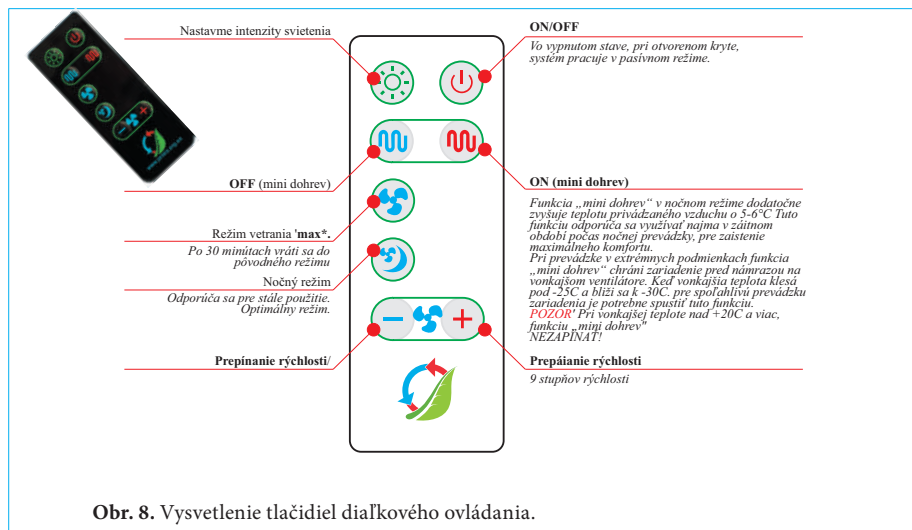 Nastavme intenzity svietenia
OFF (mini dohrev)
Režim vetrania 'max*.
Po 30 minútach vráti sa do
pôvodného režimu
Nočný režim
Odporúča sa pre stále použitie.
Optimálny režim.
Prepínanie rýchlosti/
ON/OFF
Vo vypnutom stave, pri otvorenom kryte,
systém pracuje v pasívnom režime.
ON (mini dohrev)
Funkcia „mini dohrev“ v nočnom režime dodatočne
zvyšuje teplotu privádzaného vzduchu o 5-6°C Tuto
funkciu odporúča sa využívať najma v záitnom
období počas nočnej prevádzky, pre zaistenie
maximálneho komfortu.
Pri prevádzke v extrémnych podmienkach funkcia
„mini dohrev“ chráni zariadenie pred námrazou na
vonkajšom ventilátore. Keď vonkajšia teplota klesá
pod -25C a bliži sa k -30C. pre spoľahlivú prevádzku
zariadenia je potrebne spustiť tuto funkciu.
POZOR' Pri vonkajšej teplote nad +20C a viac,
funkciu „mini dohrev"
NEZAPÍNAŤ!
Prepáianie rýchlosti
9 stupňov rýchlosti
Obr. 8. Vysvetlenie tlačidiel diaľkového ovládania.